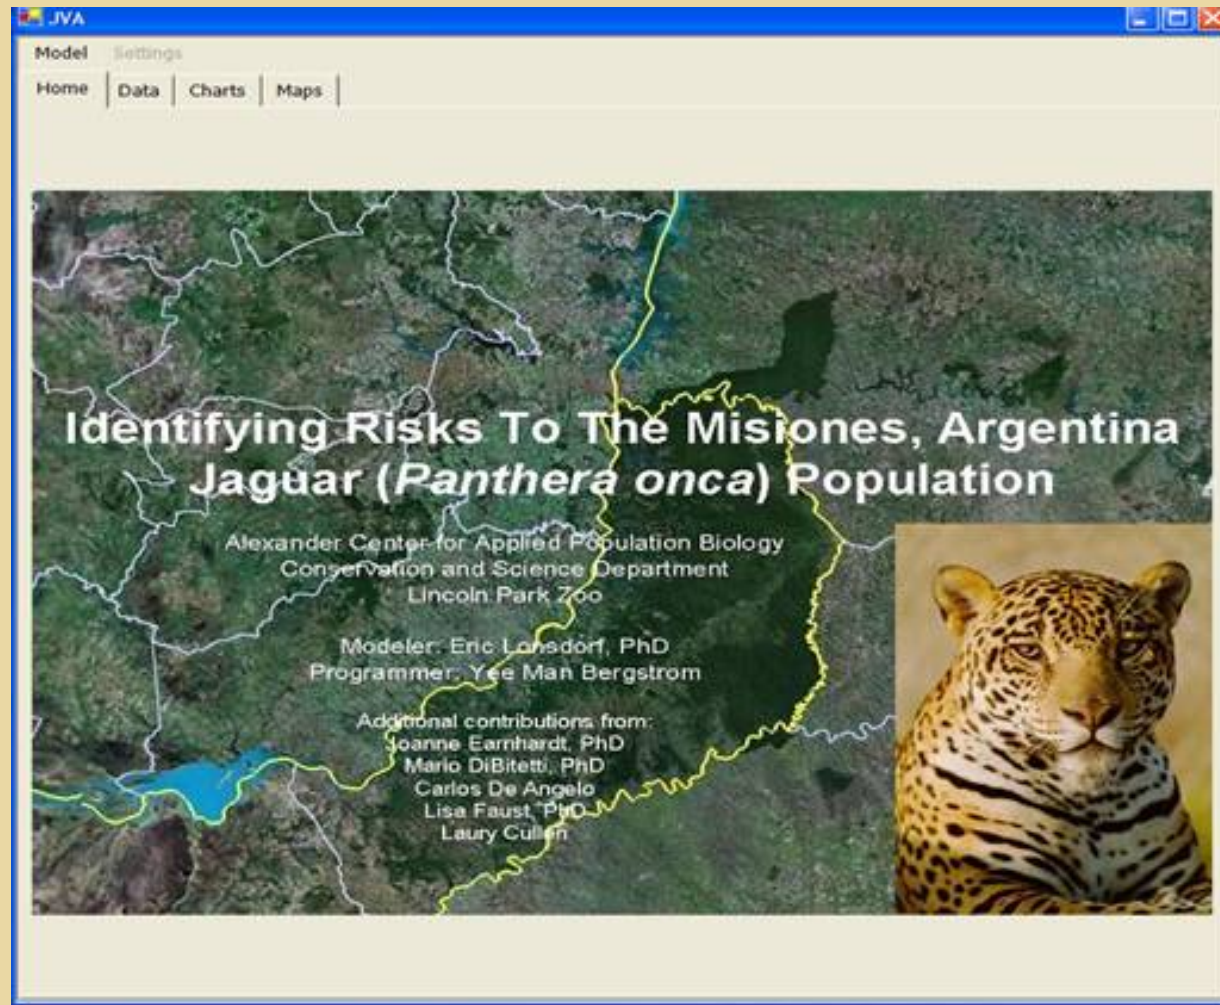 JVA
Model Settings
Home Data Charts Maps
Identifying Risks To The Misiones, Argentina
Jaguar (Panthera onca) Population
Alexander Center for Applied Population Biology
Conservation and Science Department
Lincoln Park Zoo
Modeler: Eric Lonsdorf, PhD
Programmer: Yee Man Bergstrom
Additional contributions from:
Joanne Earnhardt, PhD
Mario DiBitetti, PhD
Carlos De Angelo
Lisa Faust, PhD
Laury Cullen